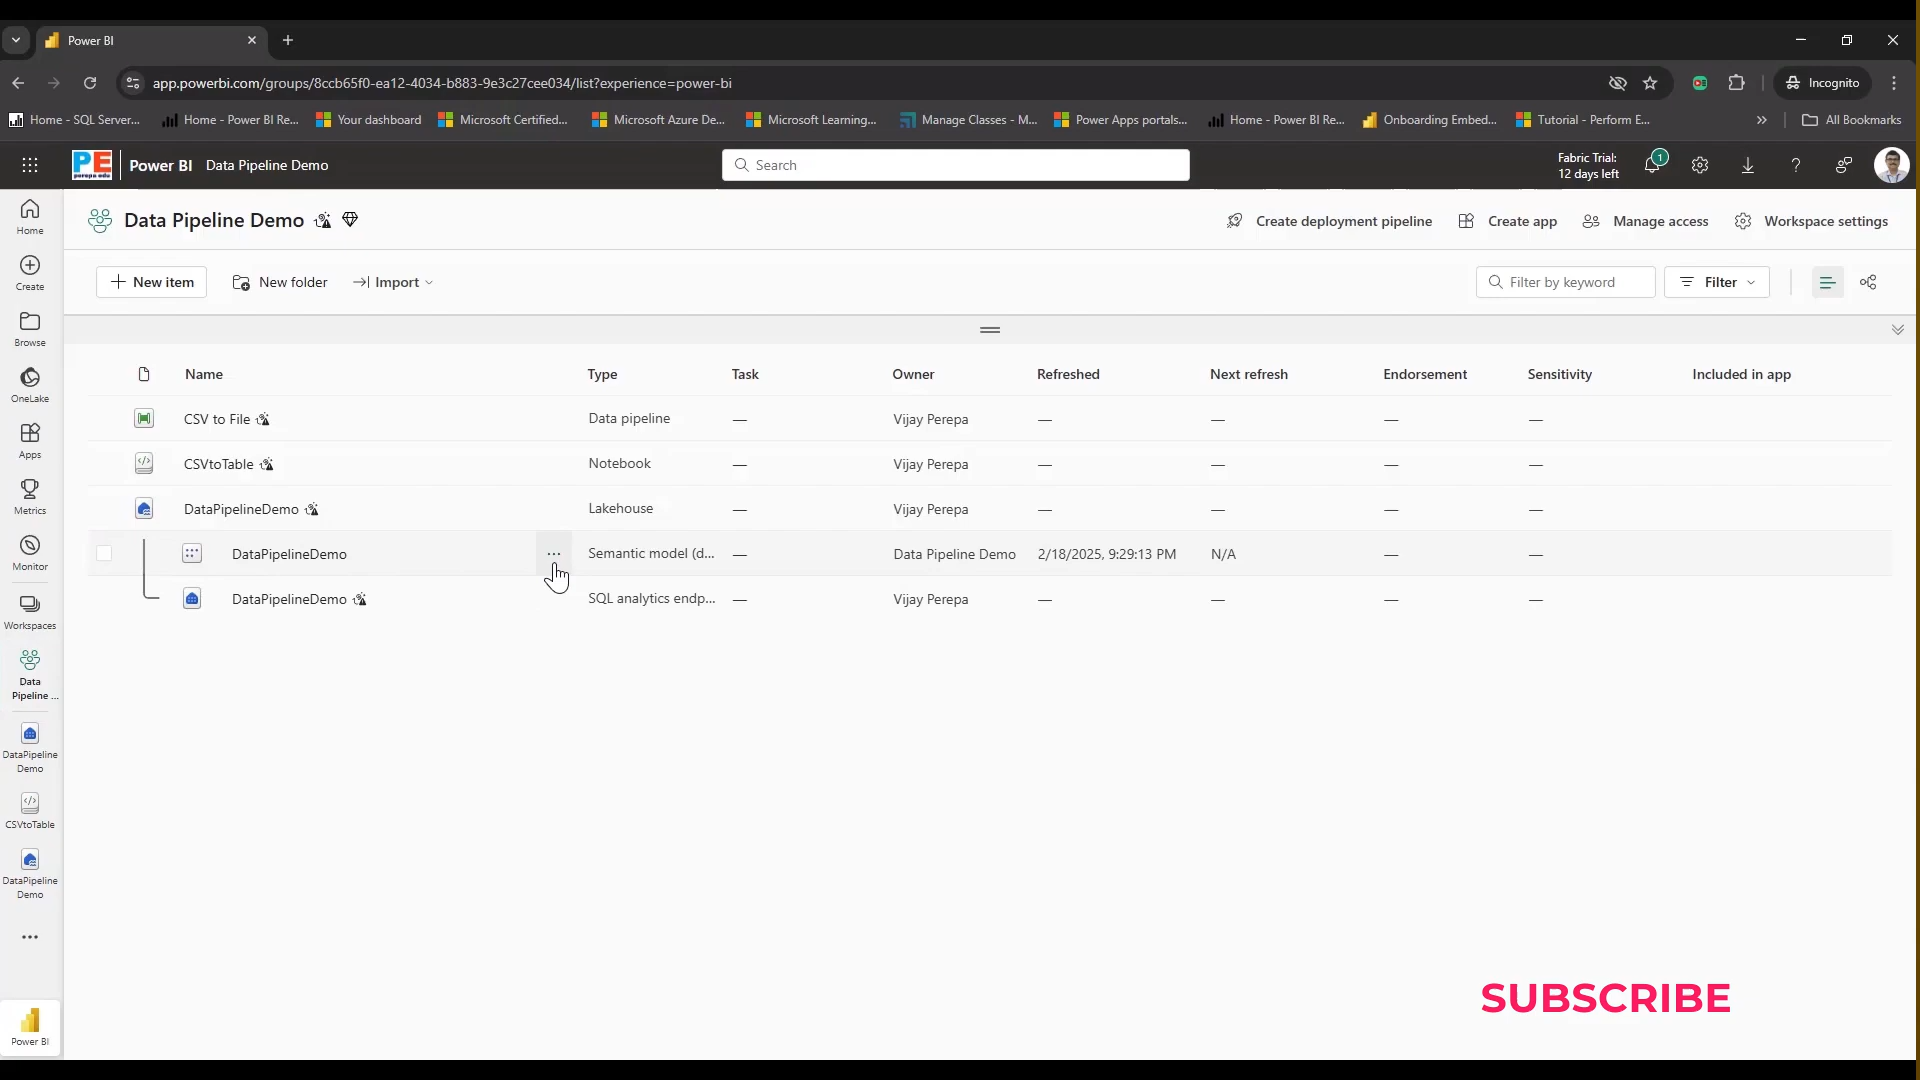 Power BI
app.powerbi.com/groups/8ccb65f0-ea12-4034-b883-9e3c27cee034/list?experience=power-bi
Incognito
Home - SQL Server...
Home - Power BI Re...
Your dashboard
Microsoft Certified...
Microsoft Azure De...
Microsoft Learning...
Manage Classes - M...
Power Apps portals...
Home - Power BI Re...
Onboarding Embed...
Tutorial - Perform E...
All Bookmarks
PE
perepa edu
Power BI
Data Pipeline Demo
Search
Fabric Trial:
12 days left
1
Home
Create
Browse
OneLake
Apps
Metrics
Monitor
Workspaces
Data
Pipeline ...
DataPipeline
Demo
CSVtoTable
DataPipeline
Demo
Power BI
Data Pipeline Demo
Create deployment pipeline
Create app
Manage access
Workspace settings
New item
New folder
Import
Filter by keyword
Filter
Name Type Task Owner Refreshed Next refresh Endorsement Sensitivity Included in app
CSV to File Data pipeline — Vijay Perepa — — — —
CSVtoTable Notebook — Vijay Perepa — — — —
DataPipelineDemo Lakehouse — Vijay Perepa — — — —
DataPipelineDemo ... Semantic model (d... — Data Pipeline Demo 2/18/2025, 9:29:13 PM N/A — —
DataPipelineDemo SQL analytics endp... — Vijay Perepa — — — —
SUBSCRIBE